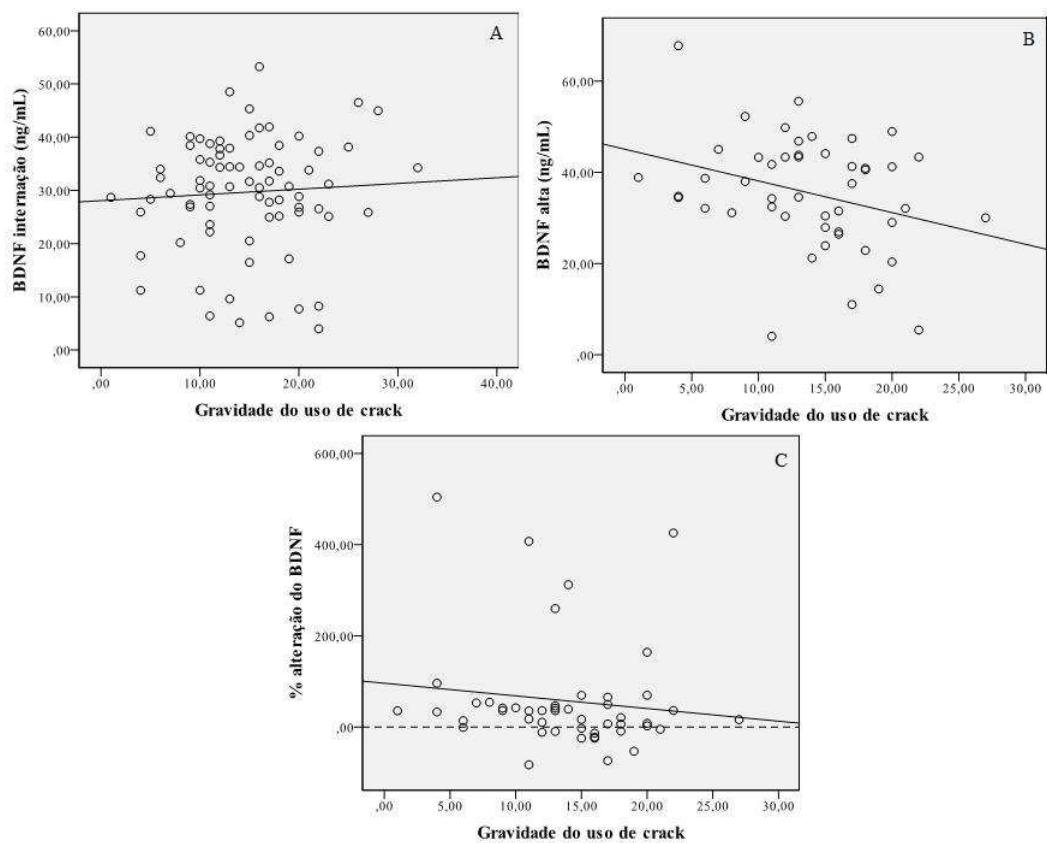 A
BDNF internação (ng/mL)
60,00
50,00
40,00
30,00
20,00
10,00
,00
,00 10,00 20,00 30,00 40,00
Gravidade do uso de crack
B
BDNF alta (ng/mL)
60,00
40,00
20,00
,00
,00 5,00 10,00 15,00 20,00 25,00 30,00
Gravidade do uso de crack
C
% alteração do BDNF
600,00
400,00
200,00
,00
,00 5,00 10,00 15,00 20,00 25,00 30,00
Gravidade do uso de crack